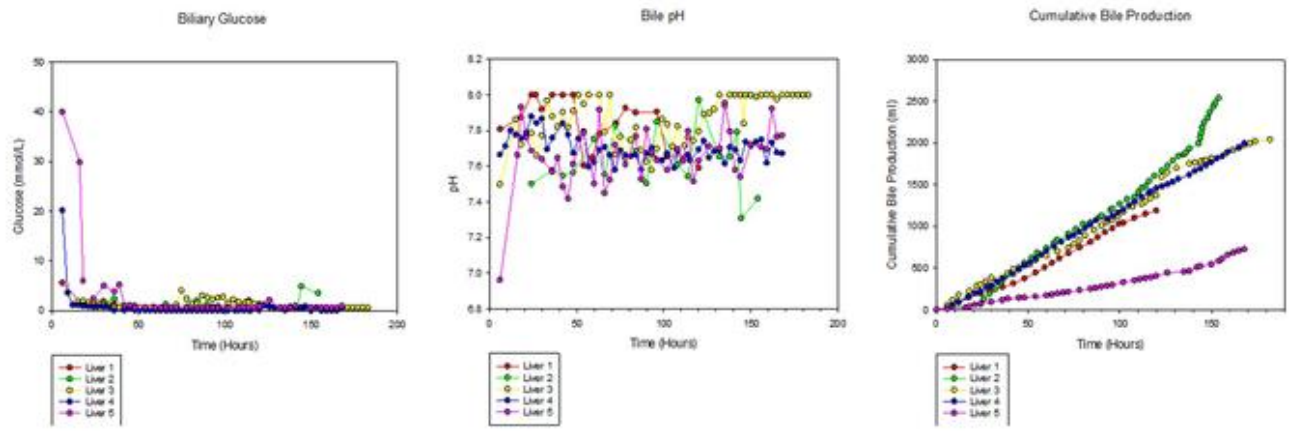 Biliary Glucose
Glucose (mmol/L)
50
40
30
20
10
0
0 50 100 150 200
Time (Hours)
Liver 1
Liver 2
Liver 3
Liver 4
Liver 5
Bile pH
pH
8.2
8.0
7.8
7.6
7.4
7.2
7.0
6.8
0 50 100 150 200
Time (Hours)
Liver 1
Liver 2
Liver 3
Liver 4
Liver 5
Cumulative Bile Production
Cumulative Bile Production (ml)
3000
2500
2000
1500
1000
500
0
0 50 100 150
Time (Hours)
Liver 1
Liver 2
Liver 3
Liver 4
Liver 5